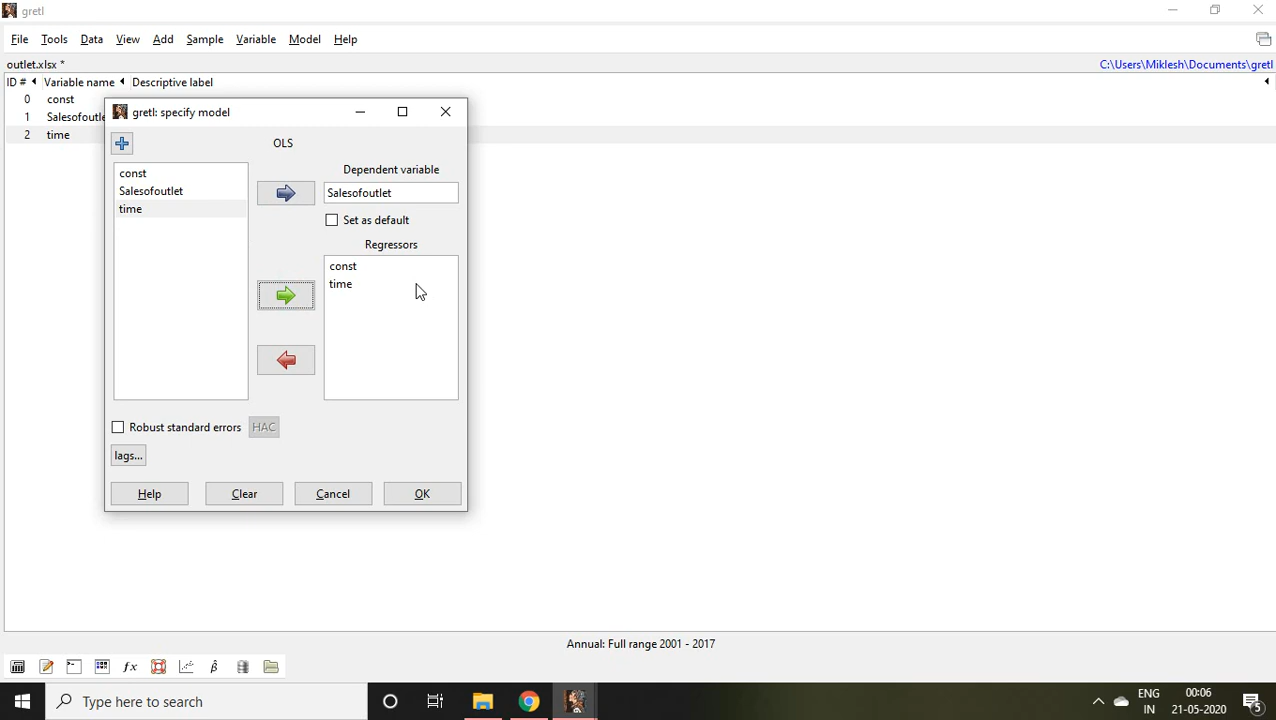 gretl
File Tools Data View Add Sample Variable Model Help
outlet.xlsx *
C:\Users\Miklesh\Documents\gretl
ID # Variable name Descriptive label
0 const
1 Salesofoutle
2 time
gretl: specify model
OLS
const
Salesofoutlet
time
Dependent variable
Salesofoutlet
Set as default
Regressors
const
time
Robust standard errors HAC
lags...
Help Clear Cancel OK
Annual: Full range 2001 - 2017
fx β̂
Type here to search
ENG
IN
00:06
21-05-2020
5